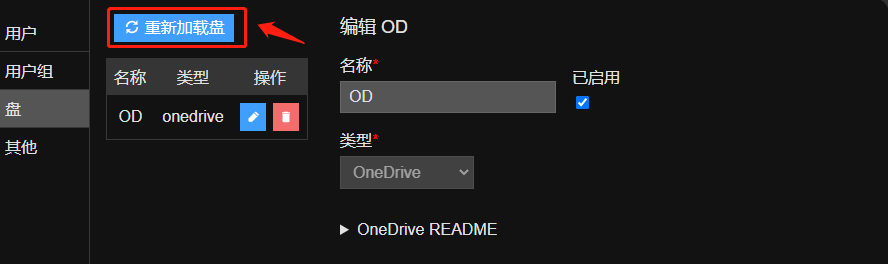 用户
用户组
盘
其他
重新加载盘
名称 类型 操作
OD onedrive
编辑 OD
名称*
OD
已启用
类型*
OneDrive
OneDrive README